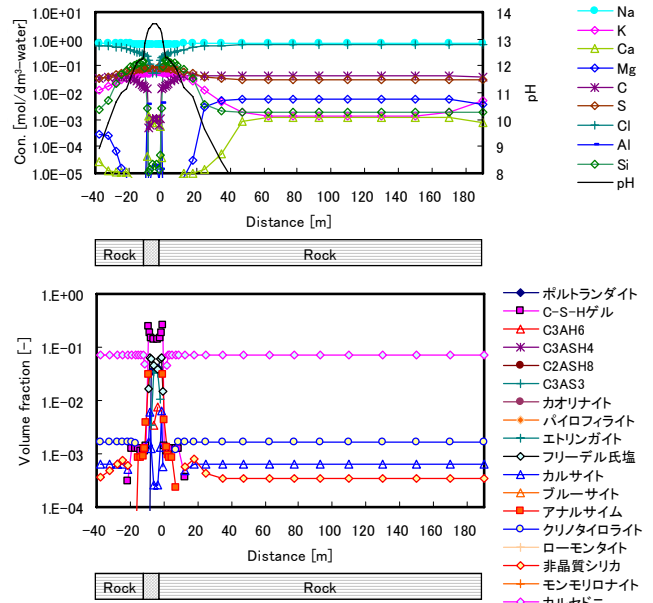 1.0E+01
1.0E+00
1.0E-01
1.0E-02
1.0E-03
1.0E-04
1.0E-05
Con. [mol/dm³-water]
14
13
12
11
10
9
8
pH
-40 -20 0 20 40 60 80 100 120 140 160 180
Distance [m]
Na
K
Ca
Mg
C
S
Cl
Al
Si
pH
Rock
Rock
1.E+00
1.E-01
1.E-02
1.E-03
1.E-04
Volume fraction [-]
-40 -20 0 20 40 60 80 100 120 140 160 180
Distance [m]
ポルトランダイト
C-S-Hゲル
C3AH6
C3ASH4
C2ASH8
C3AS3
カオリナイト
パイロフィライト
エトリンガイト
フリーデル氏塩
カルサイト
ブルーサイト
アナルサイム
クリノタイロライト
ローモンタイト
非晶質シリカ
モンモリロナイト
カルセドニ
Rock
Rock